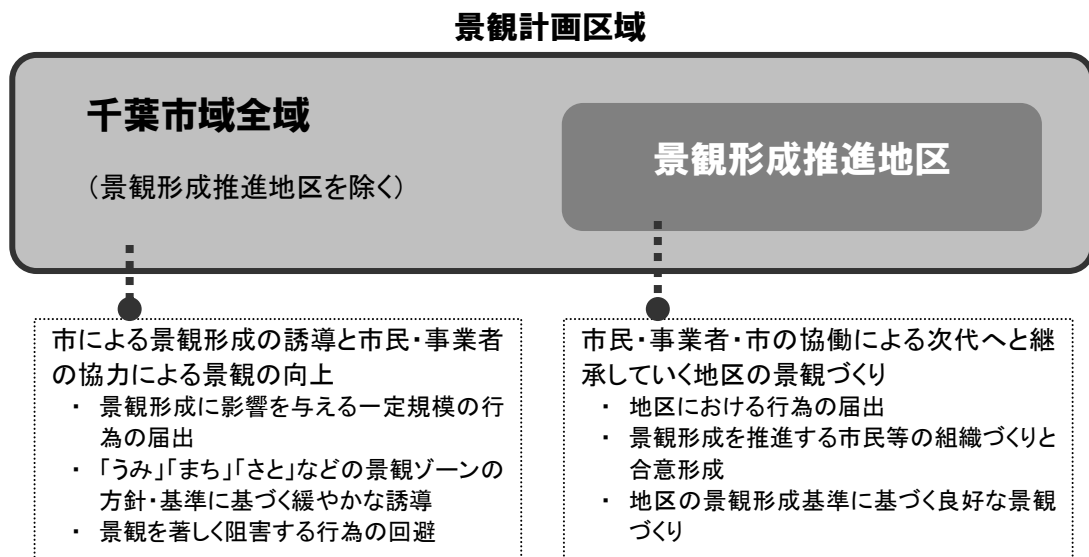 景観計画区域
千葉市域全域
（景観形成推進地区を除く）
景観形成推進地区
市による景観形成の誘導と市民・事業者
の協力による景観の向上
・ 景観形成に影響を与える一定規模の行
為の届出
・ 「うみ」「まち」「さと」などの景観ゾーンの
方針・基準に基づく緩やかな誘導
・ 景観を著しく阻害する行為の回避
市民・事業者・市の協働による次代へと継
承していく地区の景観づくり
・ 地区における行為の届出
・ 景観形成を推進する市民等の組織づくりと
合意形成
・ 地区の景観形成基準に基づく良好な景観
づくり